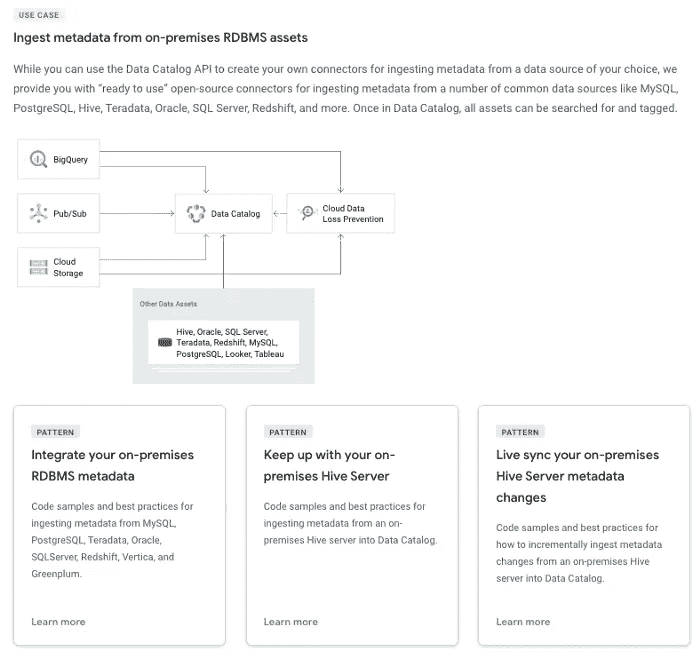 USE CASE
Ingest metadata from on-premises RDBMS assets
While you can use the Data Catalog API to create your own connectors for ingesting metadata from a data source of your choice, we
provide you with “ready to use” open-source connectors for ingesting metadata from a number of common data sources like MySQL,
PostgreSQL, Hive, Teradata, Oracle, SQL Server, Redshift, and more. Once in Data Catalog, all assets can be searched for and tagged.
BigQuery
Pub/Sub
Data Catalog
Cloud Data
Loss Prevention
Cloud
Storage
Other Data Assets
Hive, Oracle, SQL Server,
Teradata, Redshift, MySQL,
PostgreSQL, Looker, Tableau
PATTERN
Integrate your on-premises
RDBMS metadata
Code samples and best practices for
ingesting metadata from MySQL,
PostgreSQL, Teradata, Oracle,
SQLServer, Redshift, Vertica, and
Greenplum.
Learn more
PATTERN
Keep up with your on-
premises Hive Server
Code samples and best practices for
ingesting metadata from an on-
premises Hive server into Data Catalog.
Learn more
PATTERN
Live sync your on-premises
Hive Server metadata
changes
Code samples and best practices for
how to incrementally ingest metadata
changes from an on-premises Hive
server into Data Catalog.
Learn more